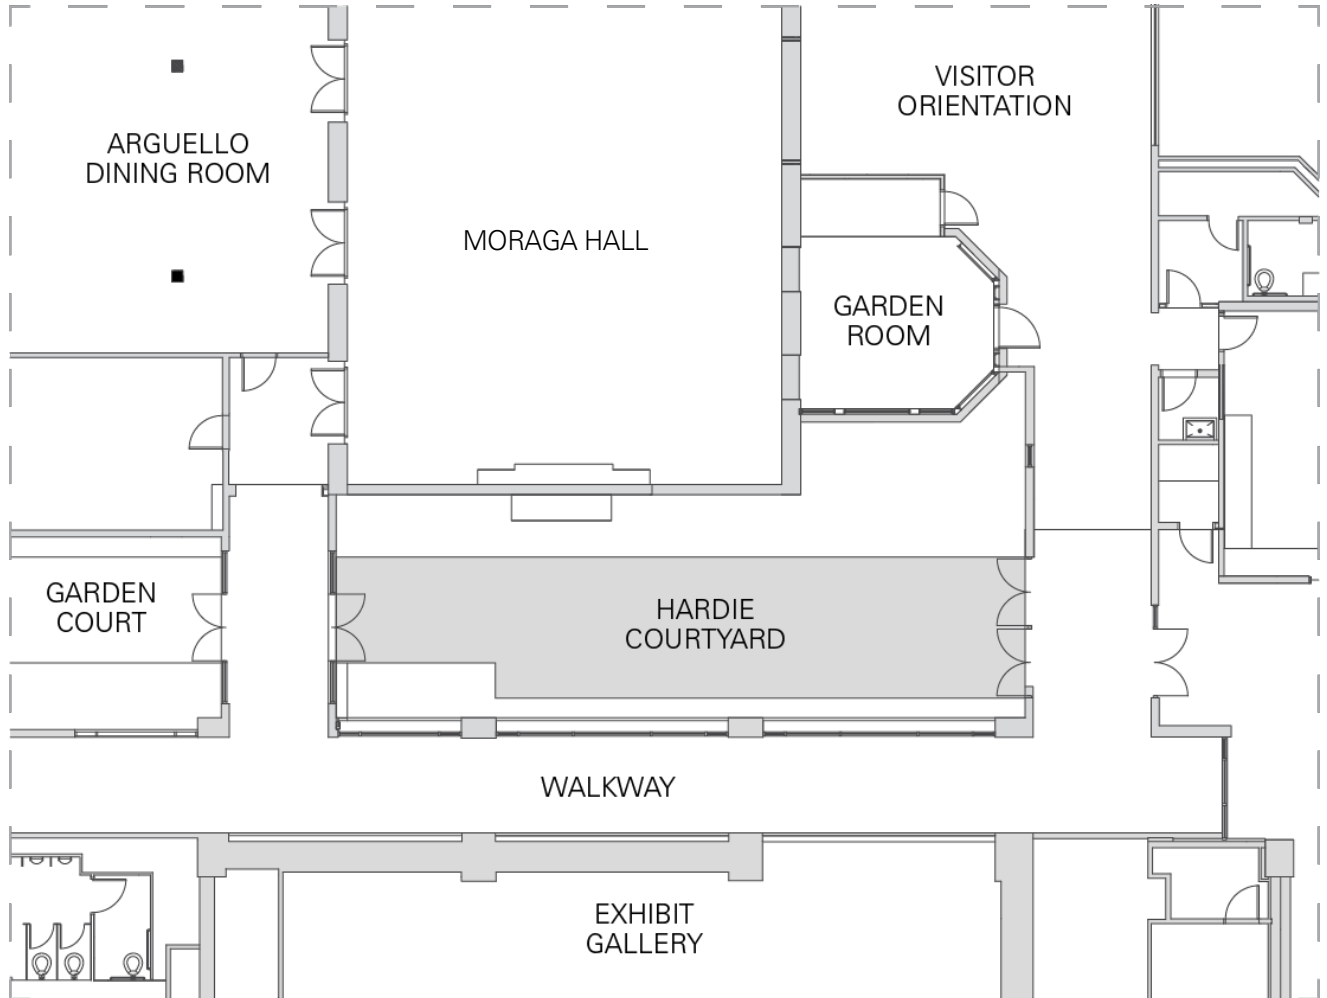 VISITOR
ORIENTATION
ARGUELLO
DINING ROOM
MORAGA HALL
GARDEN
ROOM
GARDEN
COURT
HARDIE
COURTYARD
WALKWAY
EXHIBIT
GALLERY